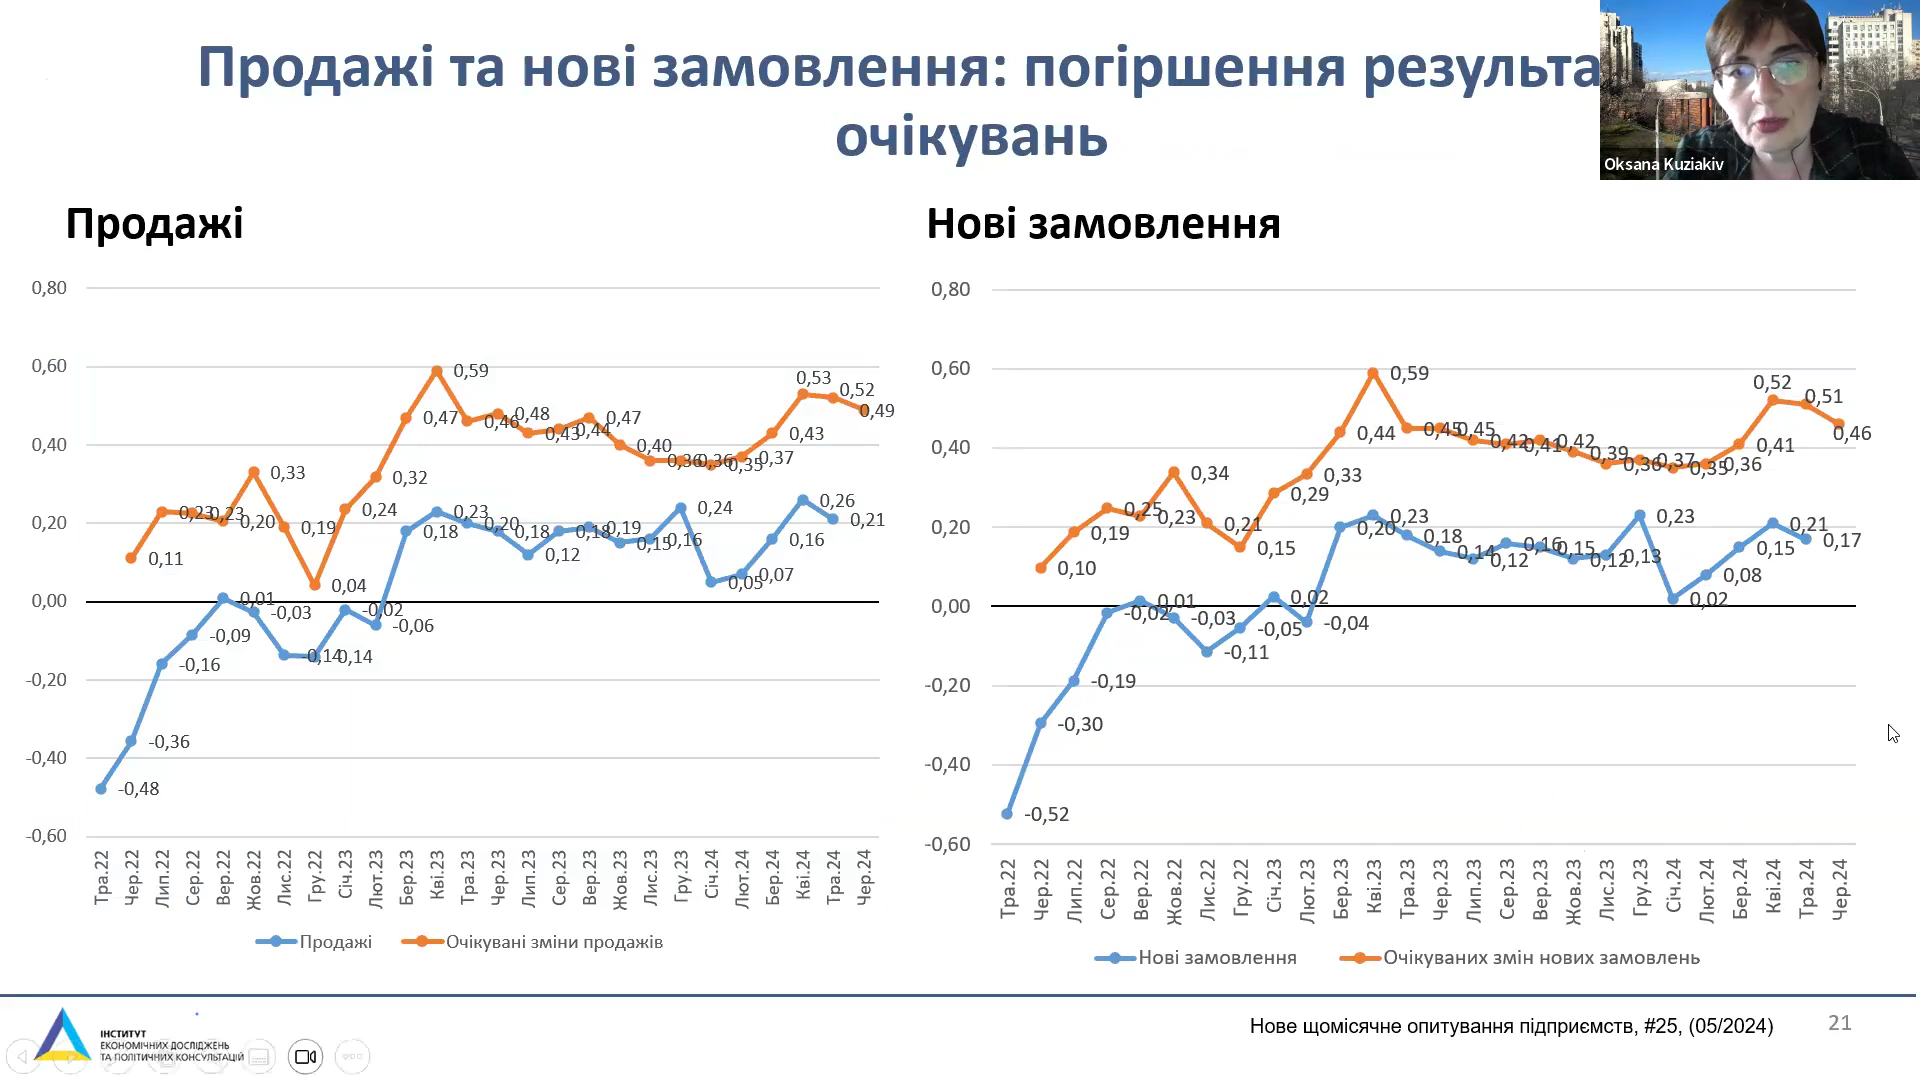 Продажі та нові замовлення: погіршення результа
очікувань
Oksana Kuziakiv
Продажі
0,80
0,60
0,40
0,20
0,00
-0,20
-0,40
-0,60
0,11
0,23
0,23
0,20
0,33
0,19
0,04
0,24
0,32
0,47
0,59
0,46
0,48
0,43
0,44
0,47
0,40
0,36
0,36
0,35
0,37
0,43
0,53
0,52
0,49
-0,48
-0,36
-0,16
-0,09
0,01
-0,03
-0,14
-0,14
-0,02
-0,06
0,18
0,23
0,20
0,18
0,12
0,18
0,19
0,15
0,16
0,24
0,05
0,07
0,16
0,26
0,21
Тра.22
Чер.22
Лип.22
Сер.22
Вер.22
Жов.22
Лис.22
Гру.22
Січ.23
Лют.23
Бер.23
Кві.23
Тра.23
Чер.23
Лип.23
Сер.23
Вер.23
Жов.23
Лис.23
Гру.23
Січ.24
Лют.24
Бер.24
Кві.24
Тра.24
Чер.24
Продажі
Очікувані зміни продажів
Нові замовлення
0,80
0,60
0,40
0,20
0,00
-0,20
-0,40
-0,60
0,10
0,19
0,25
0,23
0,34
0,21
0,15
0,29
0,33
0,44
0,59
0,45
0,45
0,42
0,41
0,42
0,39
0,36
0,37
0,35
0,36
0,41
0,52
0,51
0,46
-0,52
-0,30
-0,19
-0,02
0,01
-0,03
-0,11
-0,05
0,02
-0,04
0,20
0,23
0,18
0,14
0,12
0,16
0,15
0,12
0,13
0,23
0,02
0,08
0,15
0,21
0,17
Тра.22
Чер.22
Лип.22
Сер.22
Вер.22
Жов.22
Лис.22
Гру.22
Січ.23
Лют.23
Бер.23
Кві.23
Тра.23
Чер.23
Лип.23
Сер.23
Вер.23
Жов.23
Лис.23
Гру.23
Січ.24
Лют.24
Бер.24
Кві.24
Тра.24
Чер.24
Нові замовлення
Очікуваних змін нових замовлень
ІНСТИТУТ
ЕКОНОМІЧНИХ ДОСЛІДЖЕНЬ
ТА ПОЛІТИЧНИХ КОНСУЛЬТАЦІЙ
Нове щомісячне опитування підприємств, #25, (05/2024)
21